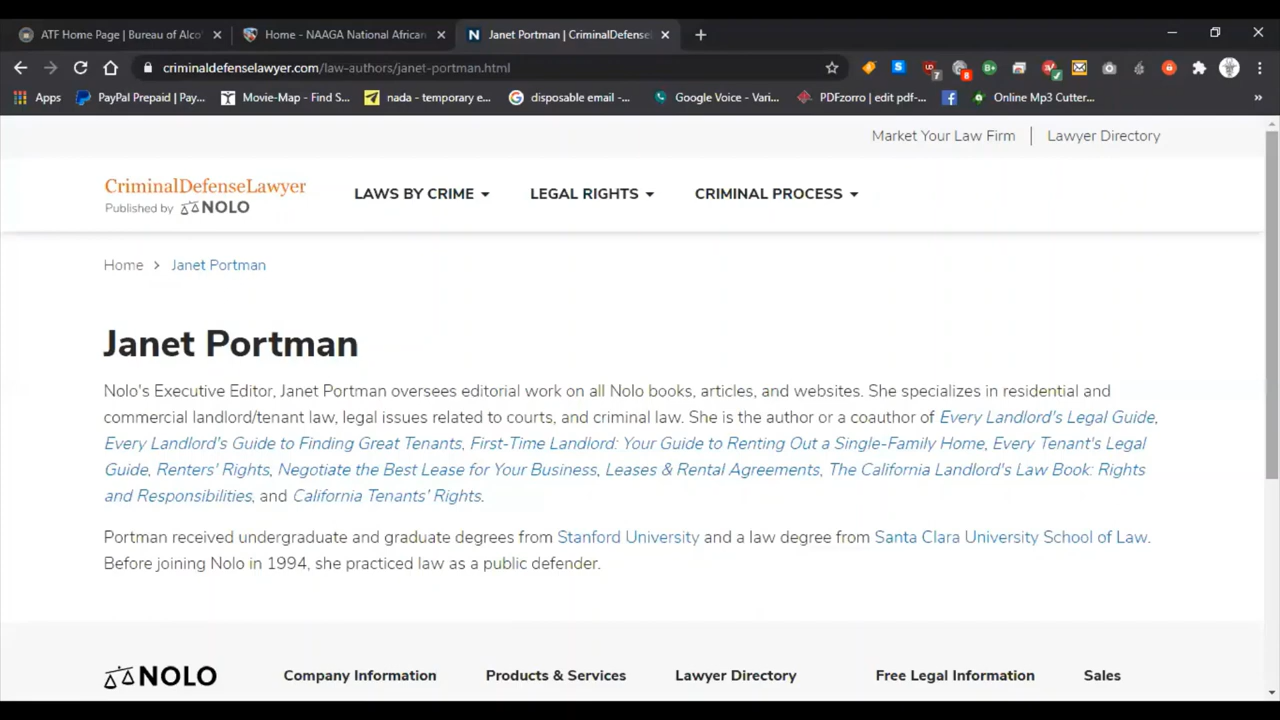 ATF Home Page | Bureau of Alco
Home - NAAGA National African
Janet Portman | CriminalDefense
criminaldefenselawyer.com/law-authors/janet-portman.html
Apps
PayPal Prepaid | Pay...
Movie-Map - Find S...
nada - temporary e...
disposable email -...
Google Voice - Vari...
PDFzorro | edit pdf-...
Online Mp3 Cutter...
Market Your Law Firm
Lawyer Directory
CriminalDefenseLawyer
Published by NOLO
LAWS BY CRIME
LEGAL RIGHTS
CRIMINAL PROCESS
Home > Janet Portman
Janet Portman
Nolo's Executive Editor, Janet Portman oversees editorial work on all Nolo books, articles, and websites. She specializes in residential and
commercial landlord/tenant law, legal issues related to courts, and criminal law. She is the author or a coauthor of Every Landlord's Legal Guide,
Every Landlord's Guide to Finding Great Tenants, First-Time Landlord: Your Guide to Renting Out a Single-Family Home, Every Tenant's Legal
Guide, Renters' Rights, Negotiate the Best Lease for Your Business, Leases & Rental Agreements, The California Landlord's Law Book: Rights
and Responsibilities, and California Tenants' Rights.
Portman received undergraduate and graduate degrees from Stanford University and a law degree from Santa Clara University School of Law.
Before joining Nolo in 1994, she practiced law as a public defender.
NOLO
Company Information
Products & Services
Lawyer Directory
Free Legal Information
Sales